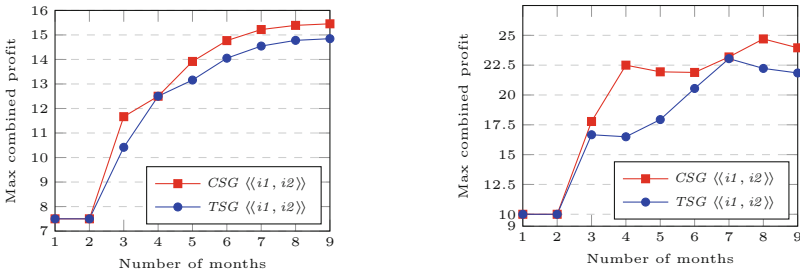 Max combined profit
16
15
14
13
12
11
10
9
8
7
1 2 3 4 5 6 7 8 9
Number of months
CSG ⟨⟨i1, i2⟩⟩
TSG ⟨⟨i1, i2⟩⟩
Max combined profit
25
22.5
20
17.5
15
12.5
10
9
1 2 3 4 5 6 7 8 9
Number of months
CSG ⟨⟨i1, i2⟩⟩
TSG ⟨⟨i1, i2⟩⟩